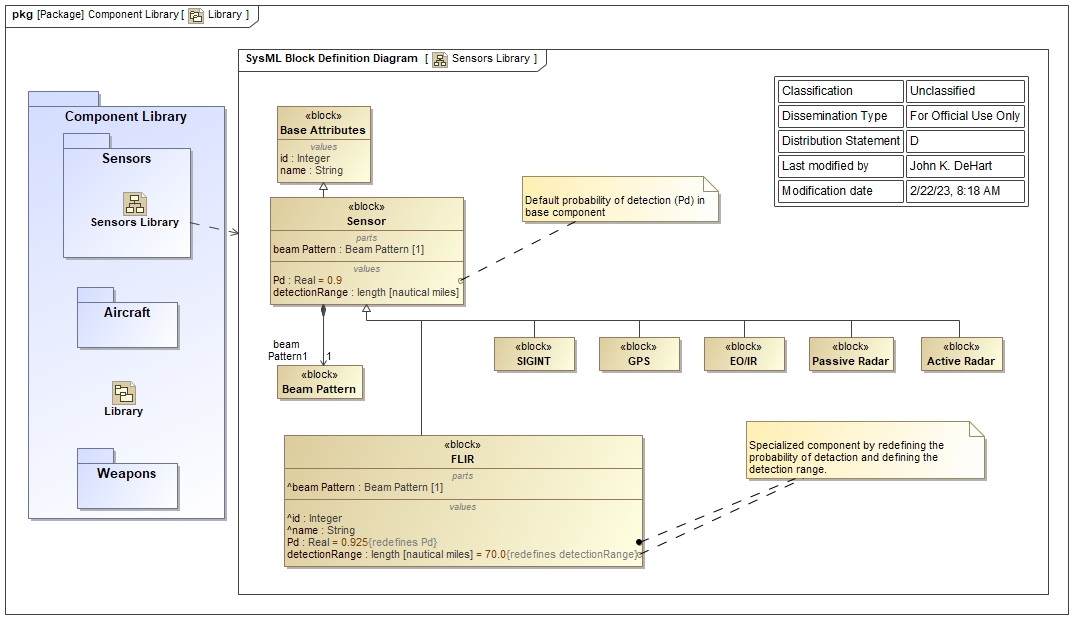 pkg [Package] Component Library [ Library ]
SysML Block Definition Diagram [ Sensors Library ]
Component Library
Sensors
Sensors Library
Aircraft
Library
Weapons
«block»
Base Attributes
values
id : Integer
name : String
«block»
Sensor
parts
beam Pattern : Beam Pattern [1]
values
Pd : Real = 0.9
detectionRange : length [nautical miles]
Default probability of detection (Pd) in
base component
Classification Unclassified
Dissemination Type For Official Use Only
Distribution Statement D
Last modified by John K. DeHart
Modification date 2/22/23, 8:18 AM
beam
Pattern1 1
«block»
Beam Pattern
«block»
SIGINT
«block»
GPS
«block»
EO/IR
«block»
Passive Radar
«block»
Active Radar
«block»
FLIR
parts
^beam Pattern : Beam Pattern [1]
values
^id : Integer
^name : String
Pd : Real = 0.925{redefines Pd}
detectionRange : length [nautical miles] = 70.0{redefines detectionRange}
Specialized component by redefining the
probability of detaction and defining the
detection range.